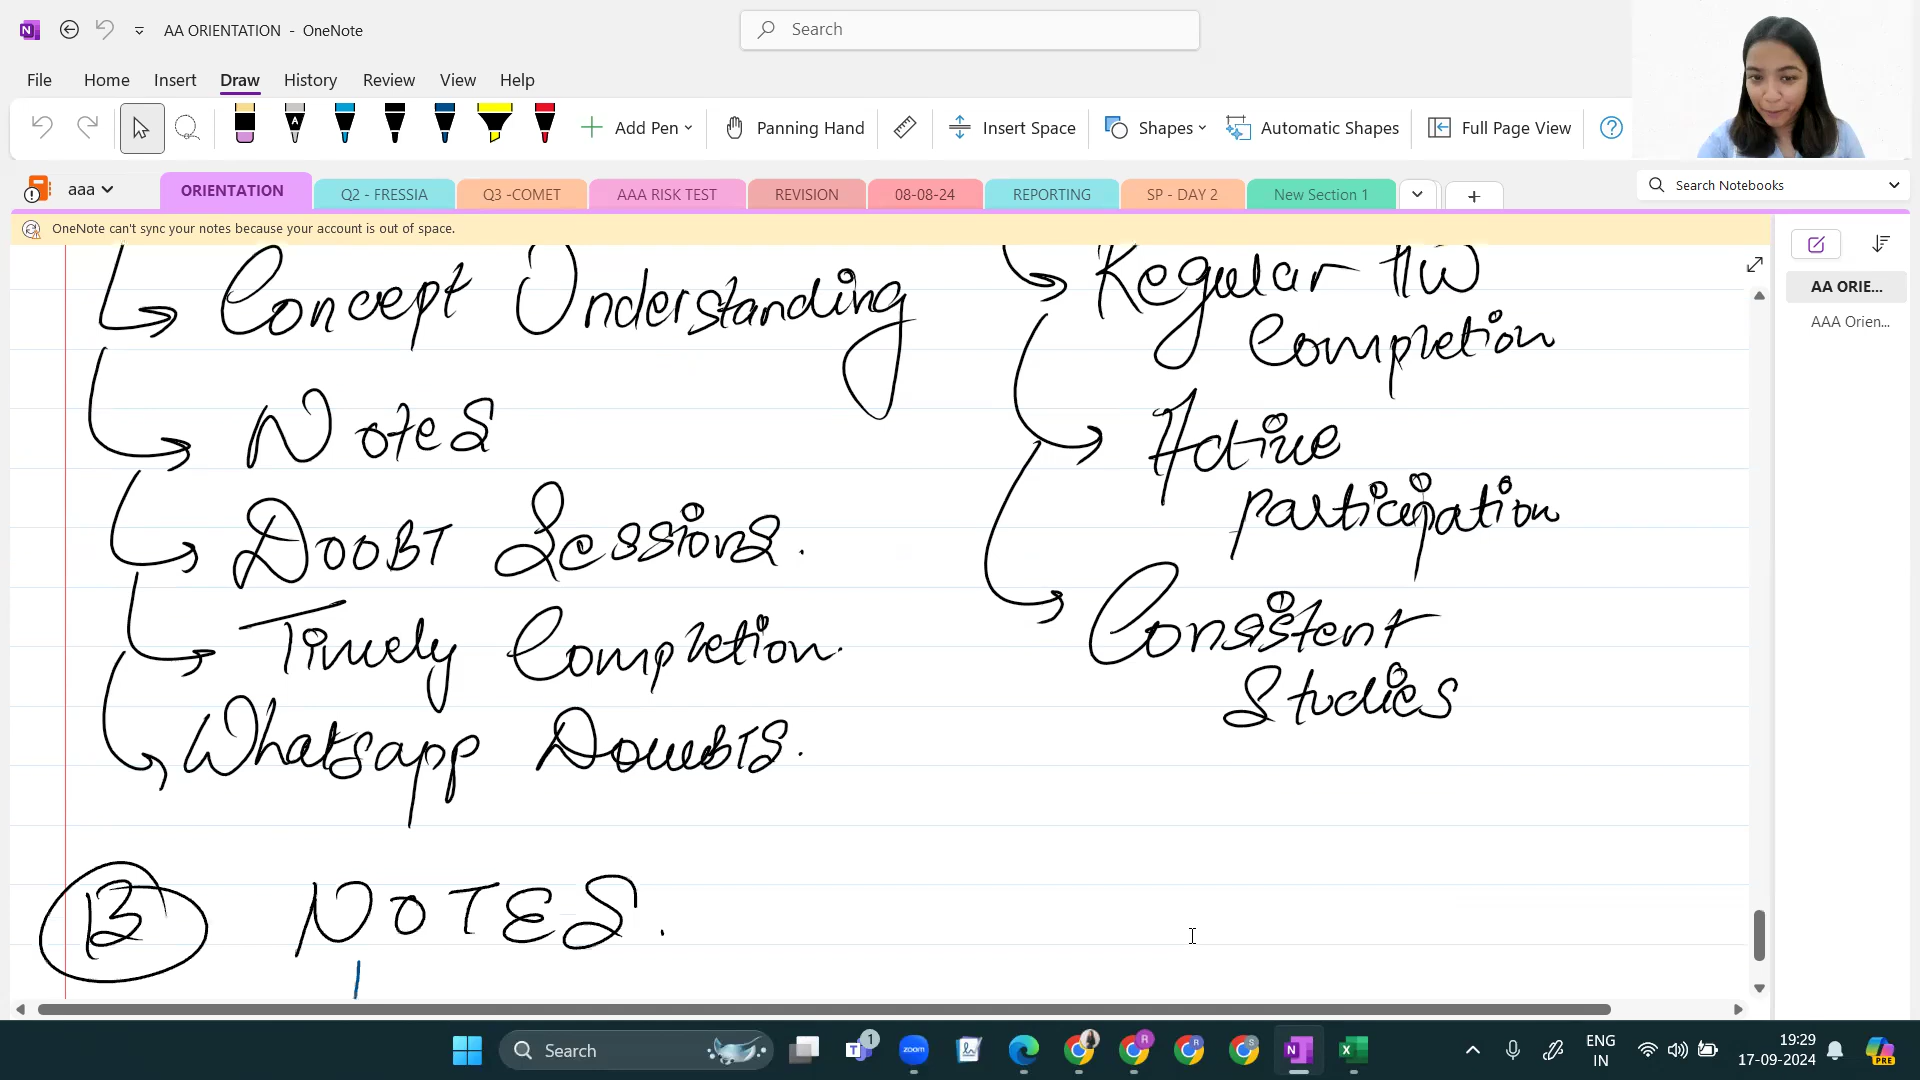 AA ORIENTATION - OneNote
Search
File Home Insert Draw History Review View Help
Add Pen Panning Hand Insert Space Shapes Automatic Shapes Full Page View
aaa ORIENTATION Q2 - FRESSIA Q3 -COMET AAA RISK TEST REVISION 08-08-24 REPORTING SP - DAY 2 New Section 1 Search Notebooks
OneNote can't sync your notes because your account is out of space.
AA ORIE...
AAA Orien...
Concept Understanding
Notes
DOOBT Sessions.
Timely Completion.
Whatsapp Doubts.
Regular HW
Completion
Active
participation
Consistent
Studies
B NOTES.
Search
1
zoom
ENG
IN
19:29
17-09-2024
PRE